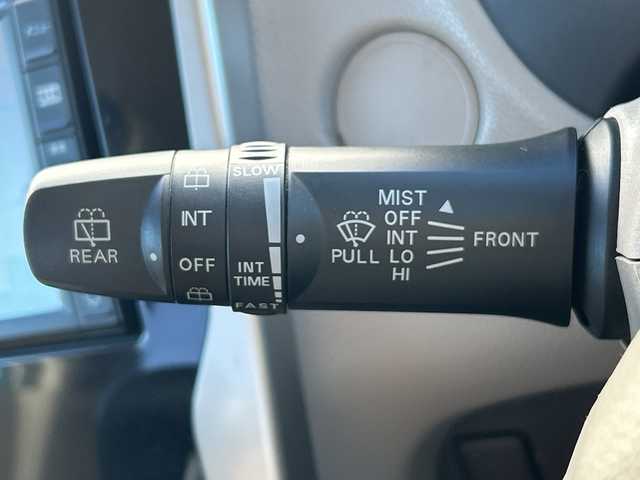 REAR
INT
OFF
SLOW
INT
TIME
FAST
PULL
MIST
OFF
INT
LO
HI
FRONT